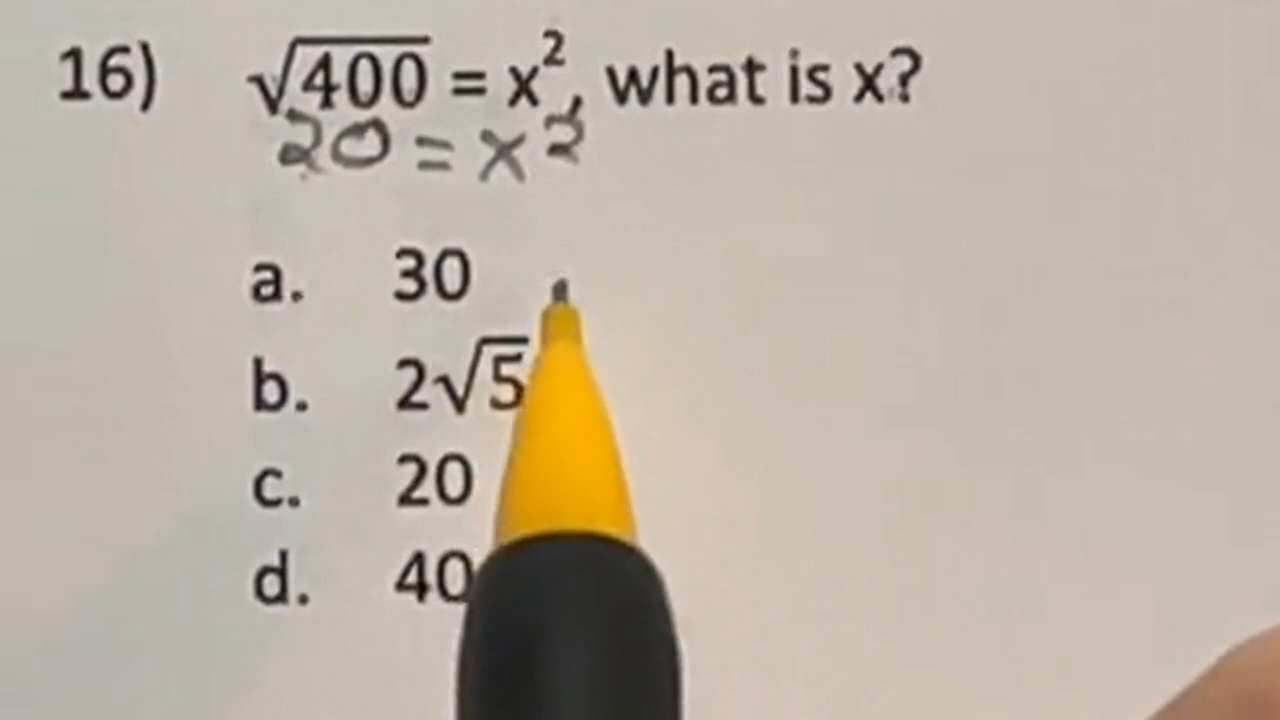 16) √400 = x², what is x?
20 = x²
a. 30
b. 2√5
c. 20
d. 40